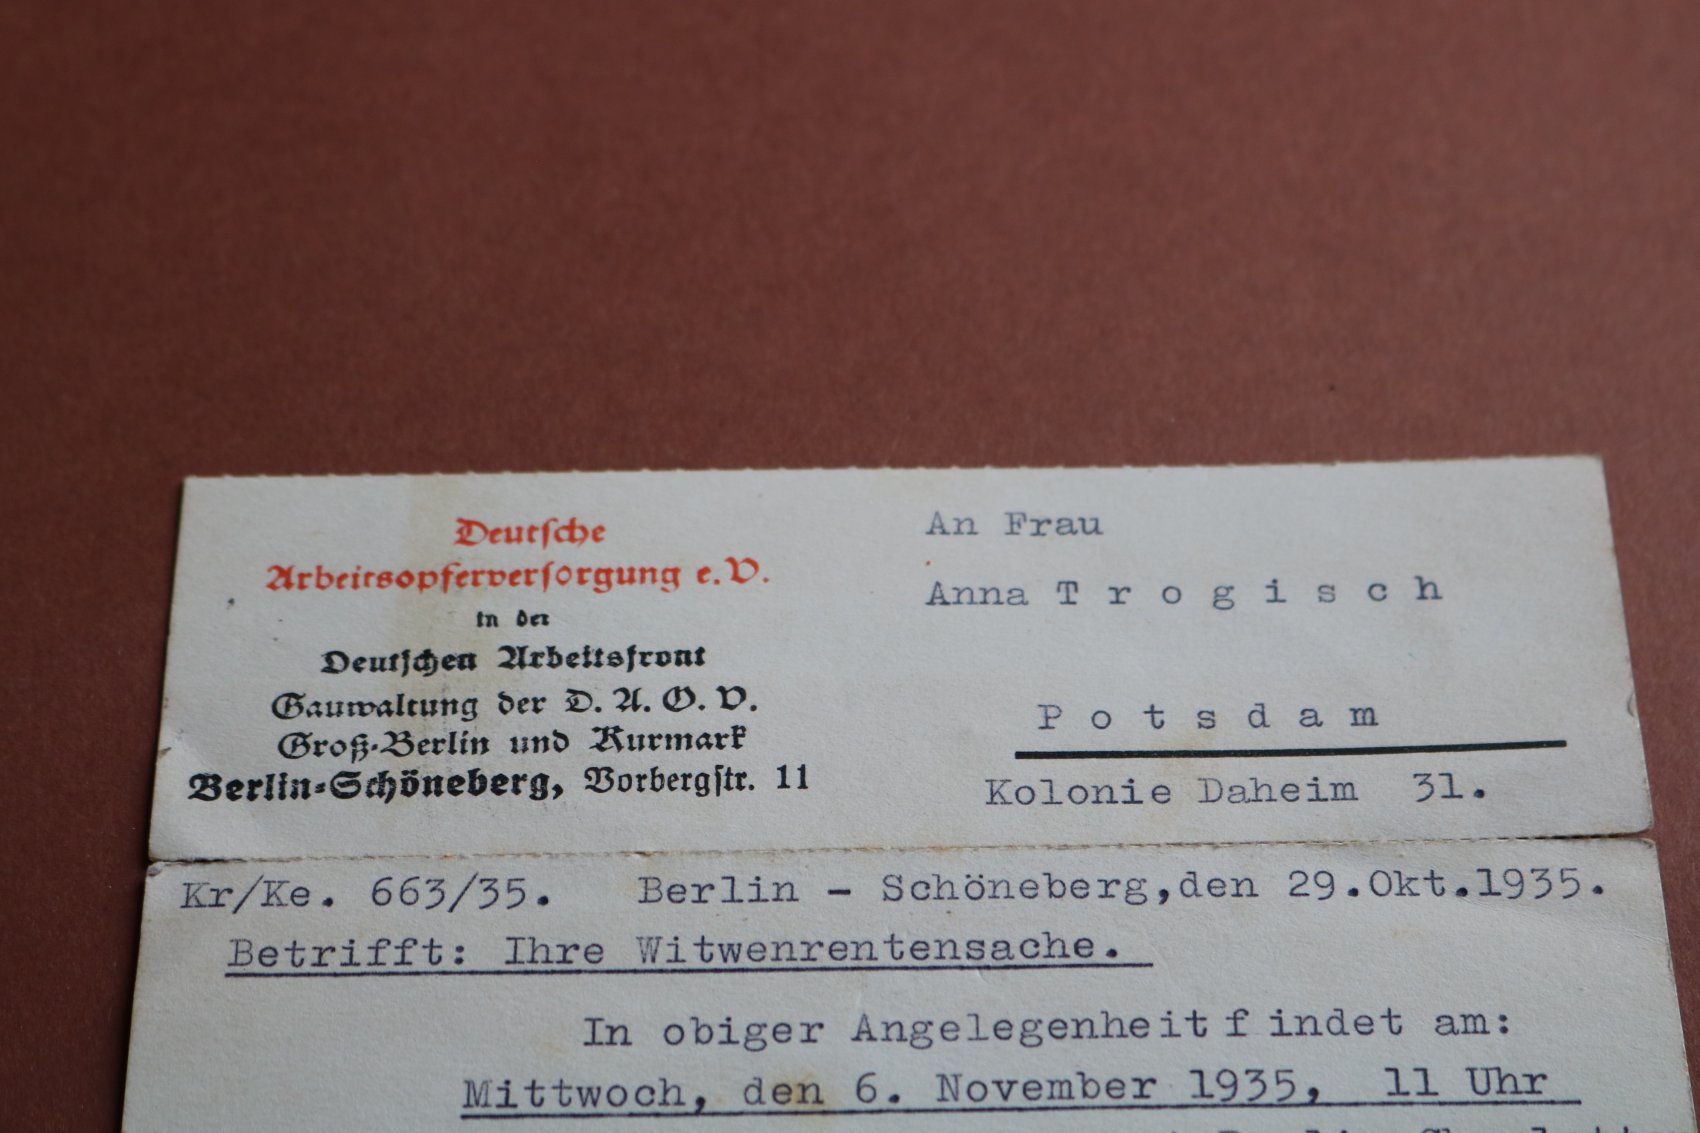 Deutsche
Arbeitsopferversorgung e.V.
in der
Deutschen Arbeitsfront
Gauwaltung der D.A.O.V.
Groß-Berlin und Kurmark
Berlin-Schöneberg, Vorbergstr. 11
An Frau
Anna T r o g i s c h
P o t s d a m
Kolonie Daheim 31.
Kr/Ke. 663/35. Berlin - Schöneberg,den 29.Okt.1935.
Betrifft: Ihre Witwenrentensache.
In obiger Angelegenheit f indet am:
Mittwoch, den 6. November 1935, 11 Uhr